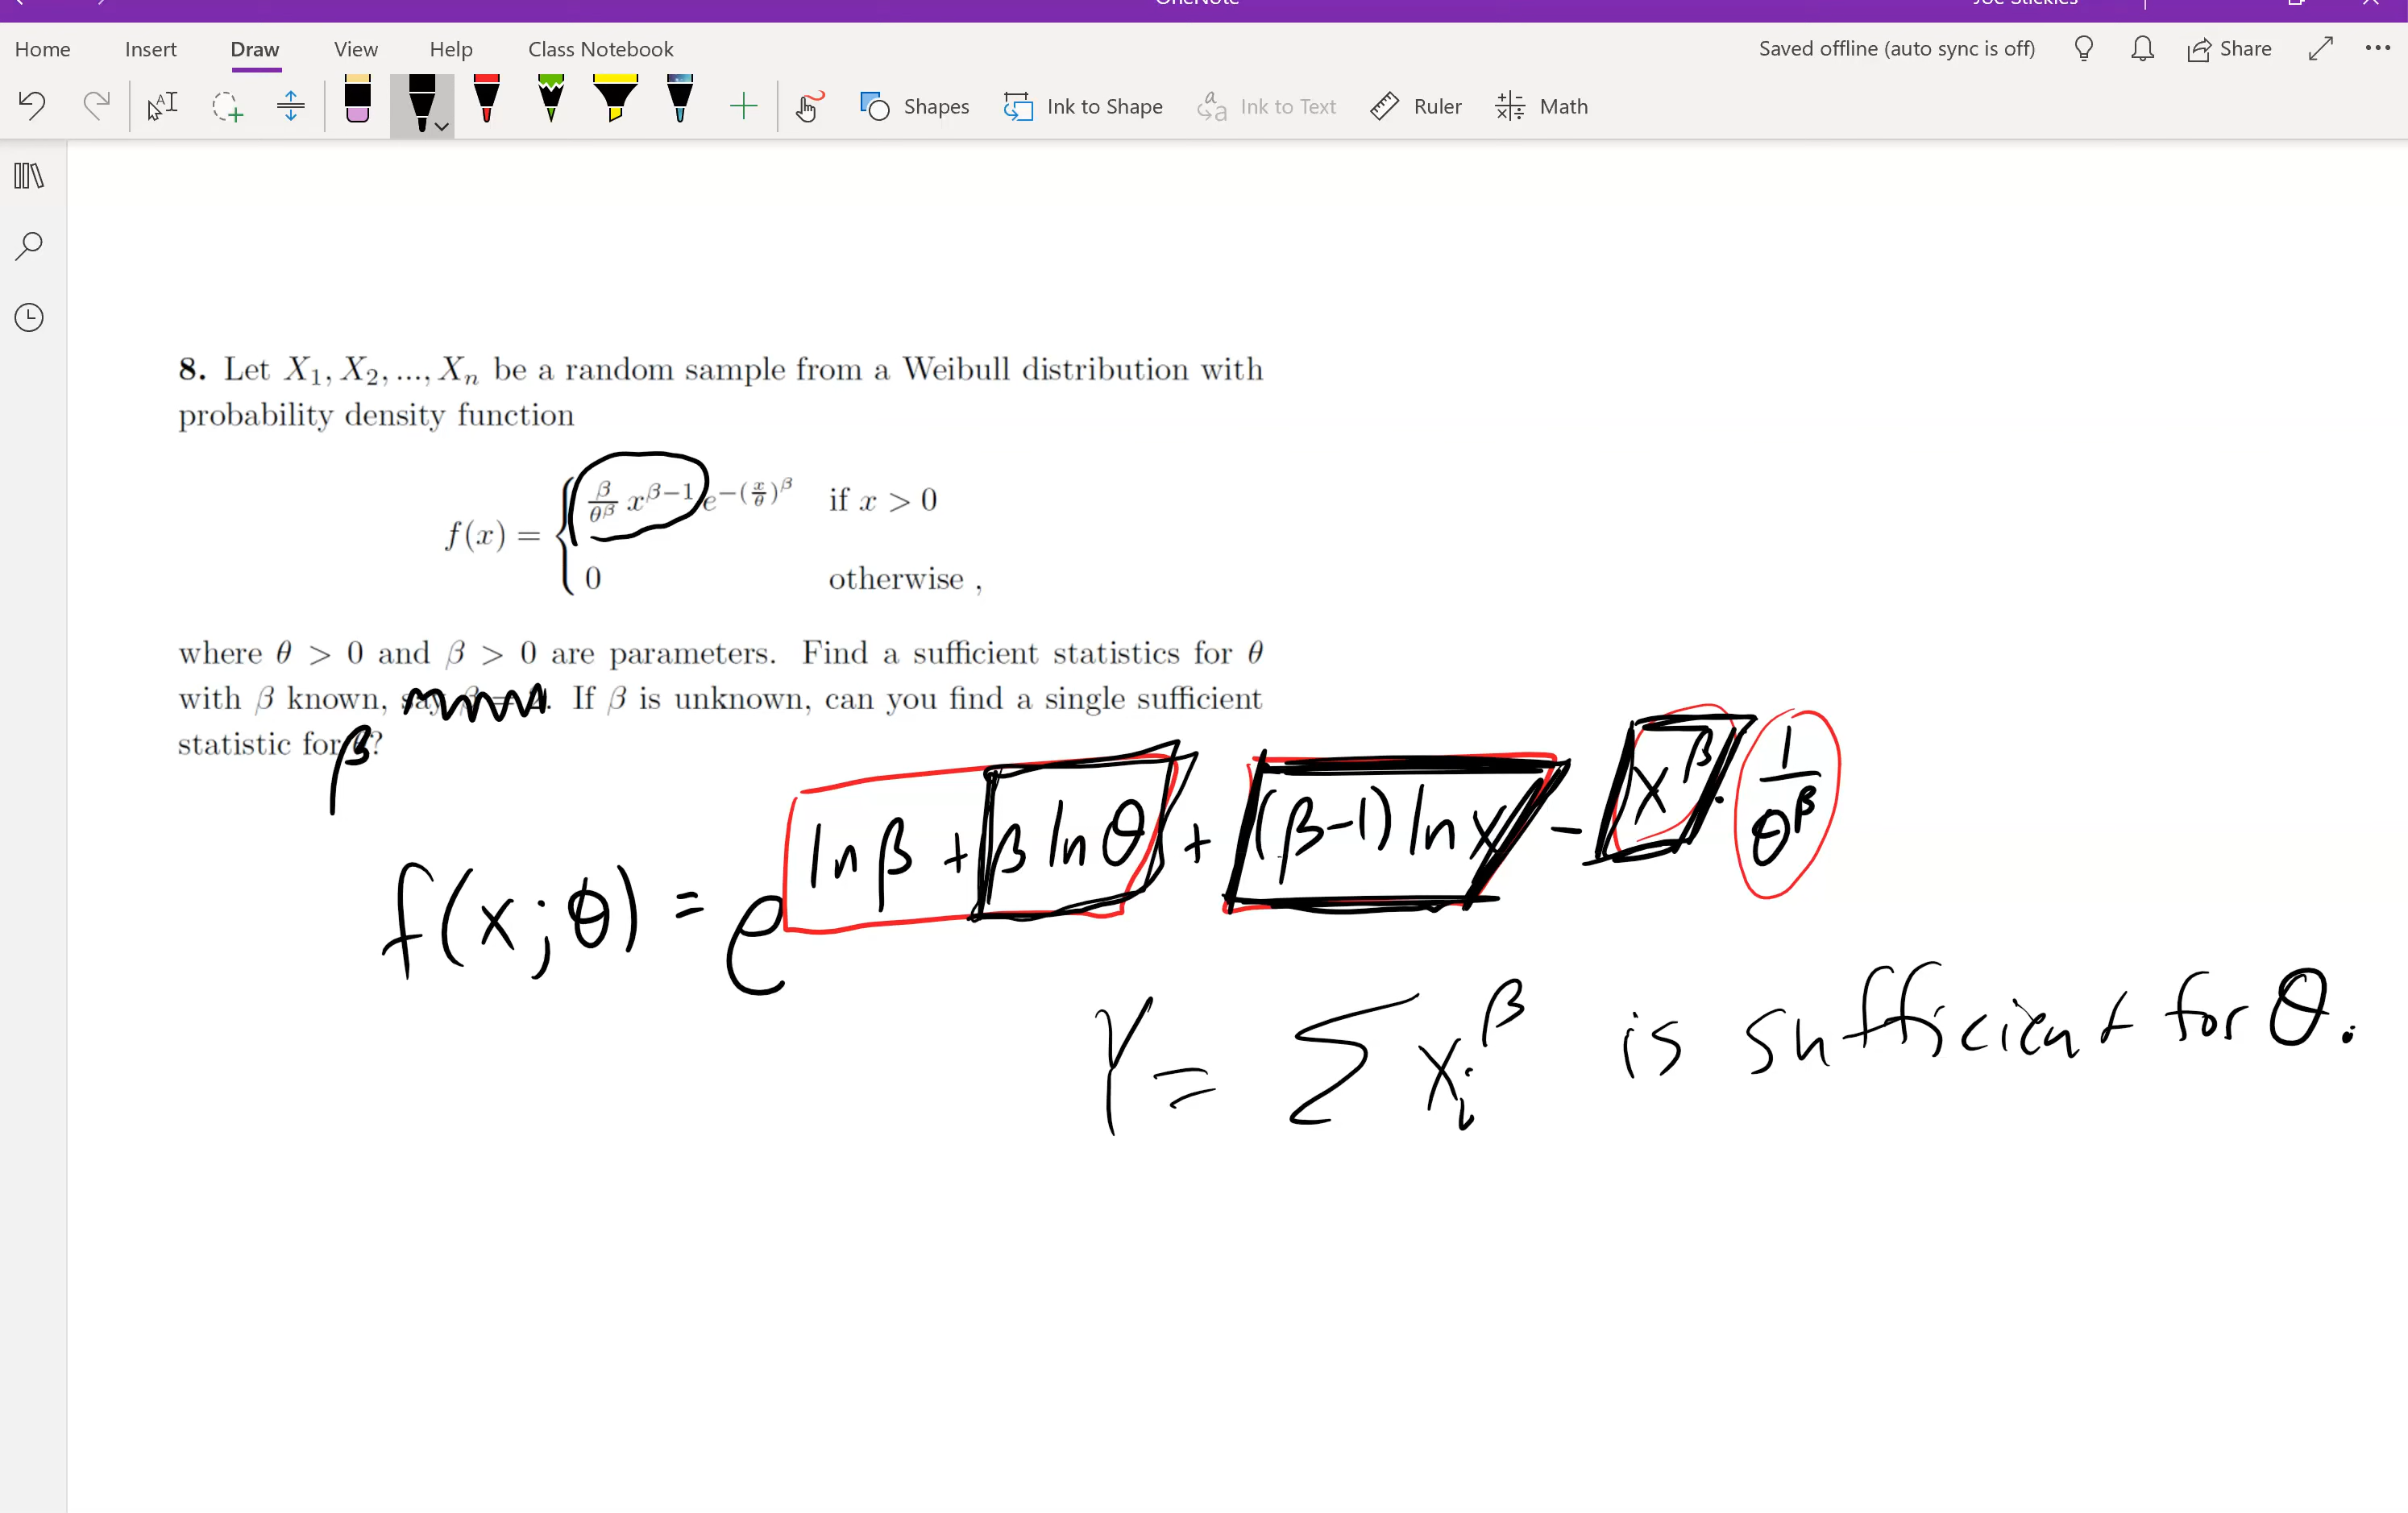 Home Insert Draw View Help Class Notebook Saved offline (auto sync is off) Share
Shapes Ink to Shape Ink to Text Ruler Math
8. Let X₁, X₂, ..., Xₙ be a random sample from a Weibull distribution with
probability density function
f(x) = { β/θ^β x^(β−1) e^(−(x/θ)^β) if x > 0
0 otherwise ,
where θ > 0 and β > 0 are parameters. Find a sufficient statistics for θ
with β known, . If β is unknown, can you find a single sufficient
statistic for β?
f(x; θ) = e^(ln β + β ln θ + (β−1) ln x − x^β · 1/θ^β)
Y = Σ xᵢ^β is sufficient for θ.